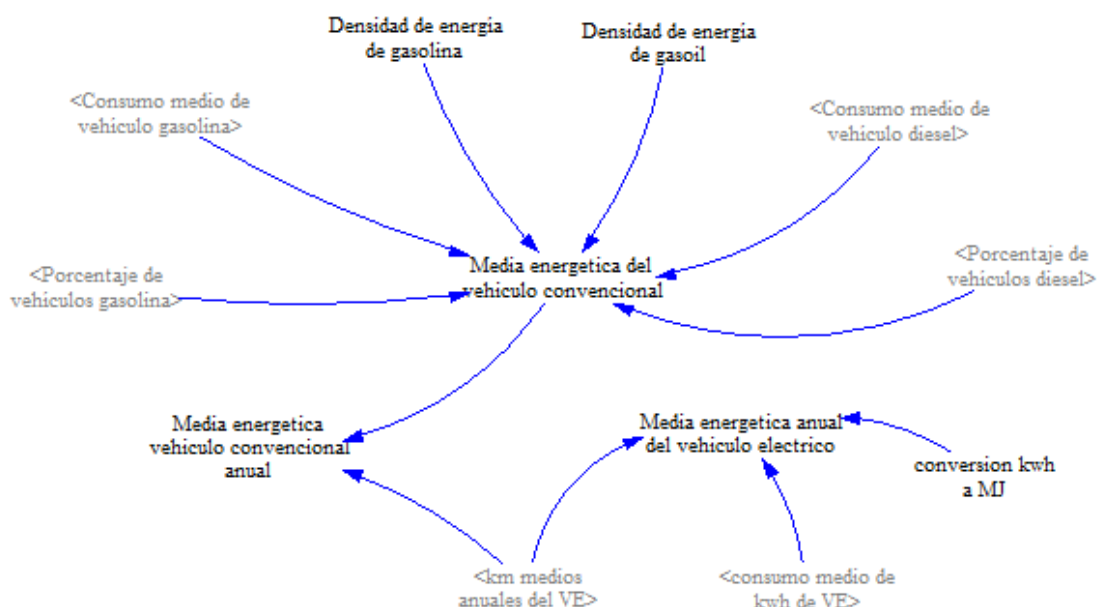 Densidad de energia
de gasolina
Densidad de energia
de gasoil
<Consumo medio de
vehiculo gasolina>
<Consumo medio de
vehiculo diesel>
Media energetica del
vehiculo convencional
<Porcentaje de
vehiculos gasolina>
<Porcentaje de
vehiculos diesel>
Media energetica
vehiculo convencional
anual
Media energetica anual
del vehiculo electrico
conversion kwh
a MJ
<km medios
anuales del VE>
<consumo medio de
kwh de VE>